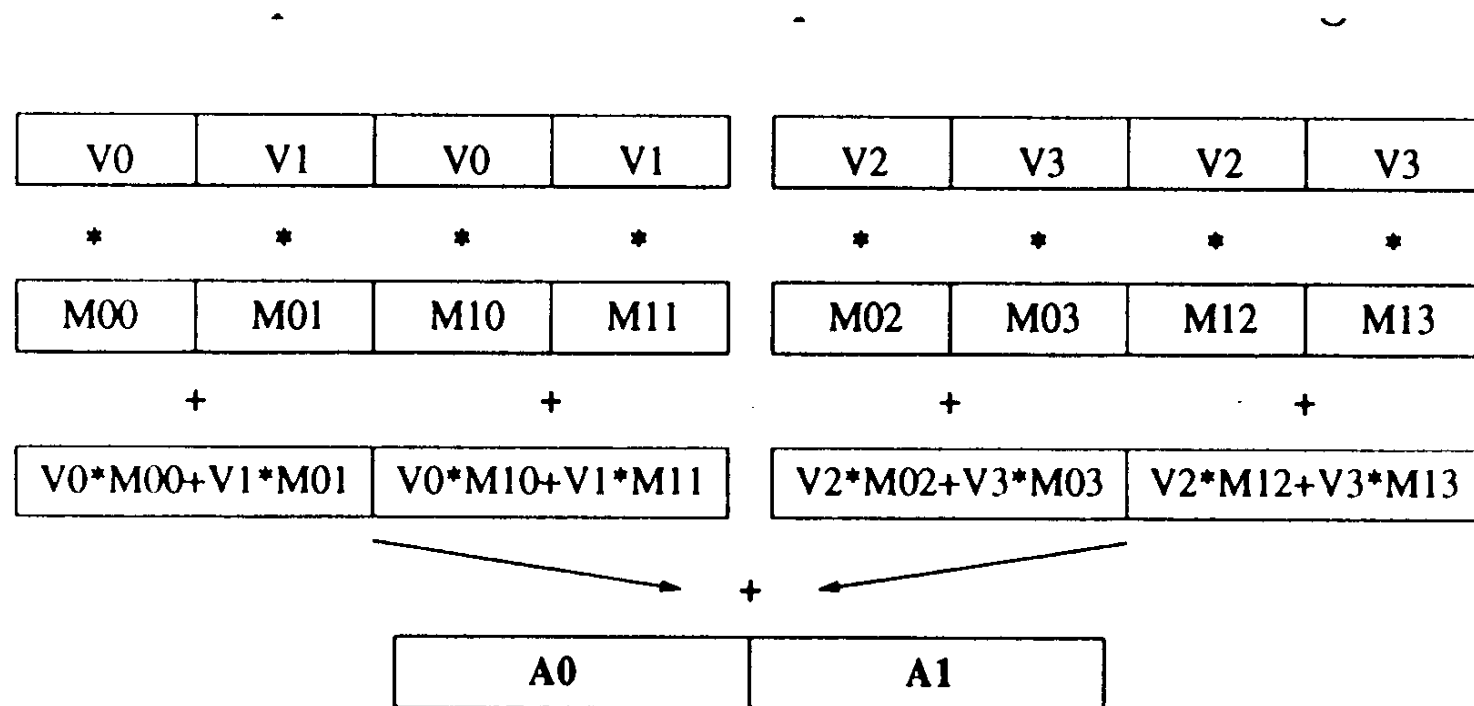 V0 V1 V0 V1 V2 V3 V2 V3
* * * * * * * *
M00 M01 M10 M11 M02 M03 M12 M13
+ + + +
V0*M00+V1*M01 V0*M10+V1*M11 V2*M02+V3*M03 V2*M12+V3*M13
+
A0 A1